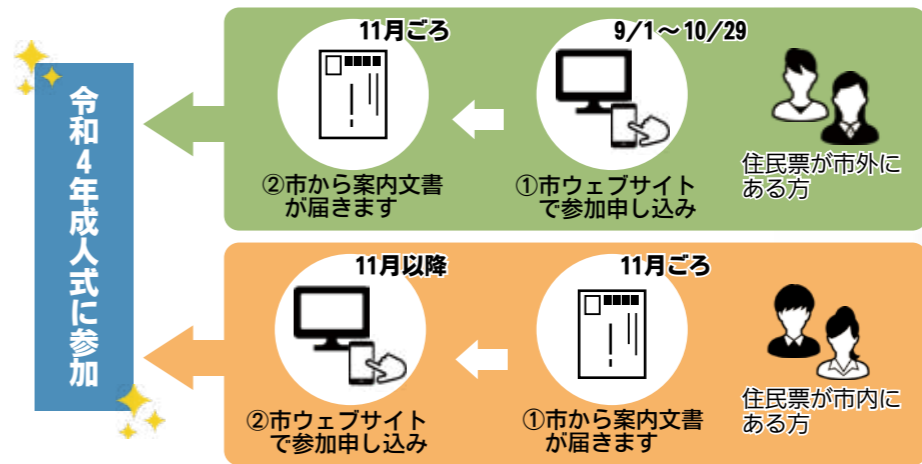 令和4年成人式に参加
11月ごろ
9/1～10/29
②市から案内文書
が届きます
①市ウェブサイト
で参加申し込み
住民票が市外に
ある方
11月以降
11月ごろ
②市ウェブサイト
で参加申し込み
①市から案内文書
が届きます
住民票が市内に
ある方